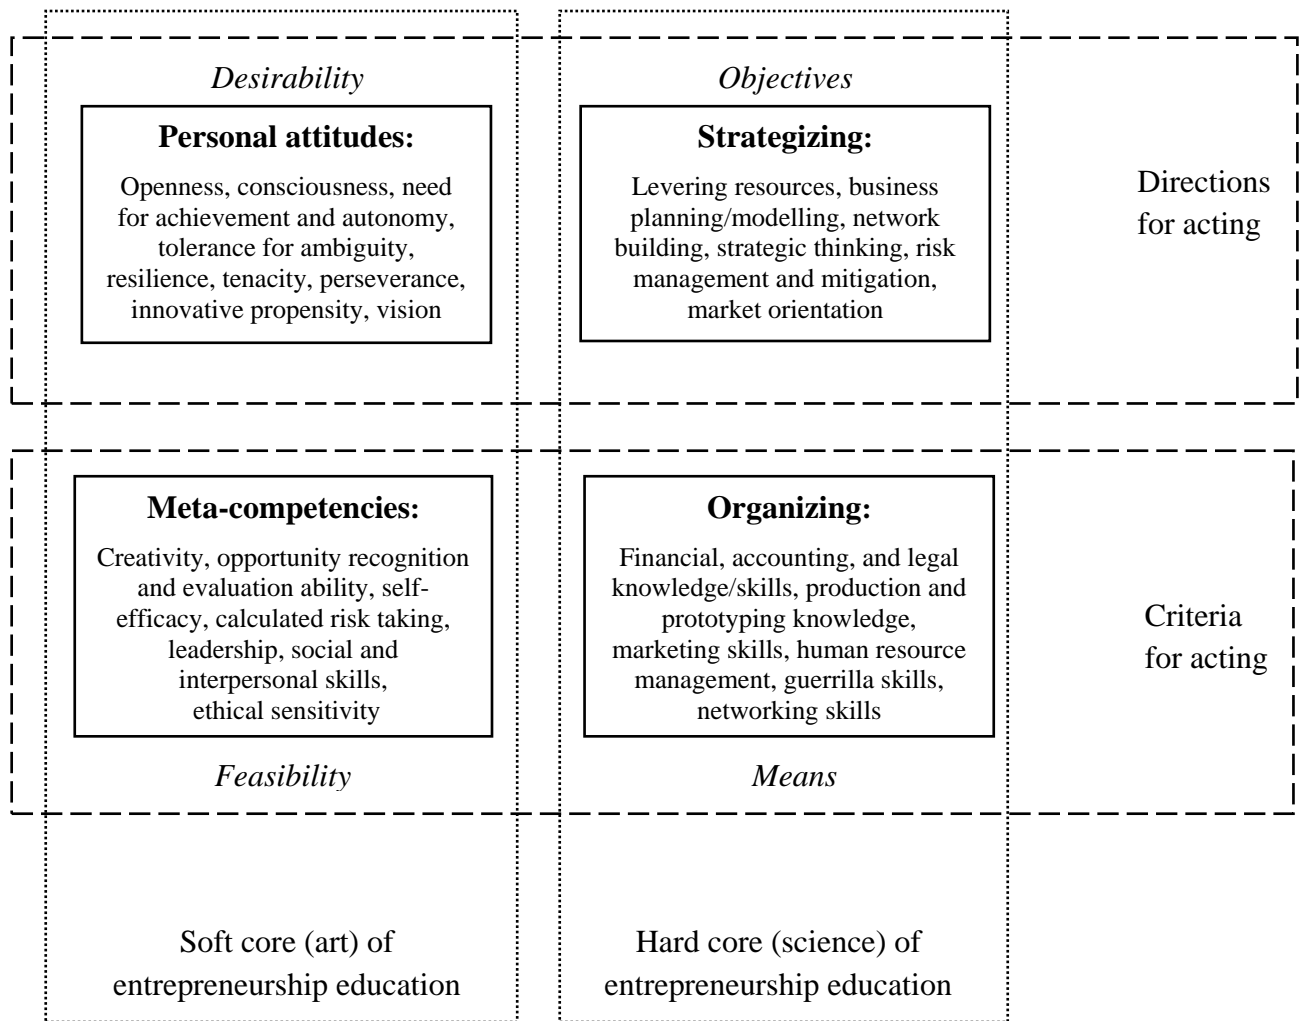 Desirability
Personal attitudes:
Openness, consciousness, need
for achievement and autonomy,
tolerance for ambiguity,
resilience, tenacity, perseverance,
innovative propensity, vision
Objectives
Strategizing:
Levering resources, business
planning/modelling, network
building, strategic thinking, risk
management and mitigation,
market orientation
Directions
for acting
Meta-competencies:
Creativity, opportunity recognition
and evaluation ability, self-
efficacy, calculated risk taking,
leadership, social and
interpersonal skills,
ethical sensitivity
Feasibility
Organizing:
Financial, accounting, and legal
knowledge/skills, production and
prototyping knowledge,
marketing skills, human resource
management, guerrilla skills,
networking skills
Means
Criteria
for acting
Soft core (art) of
entrepreneurship education
Hard core (science) of
entrepreneurship education